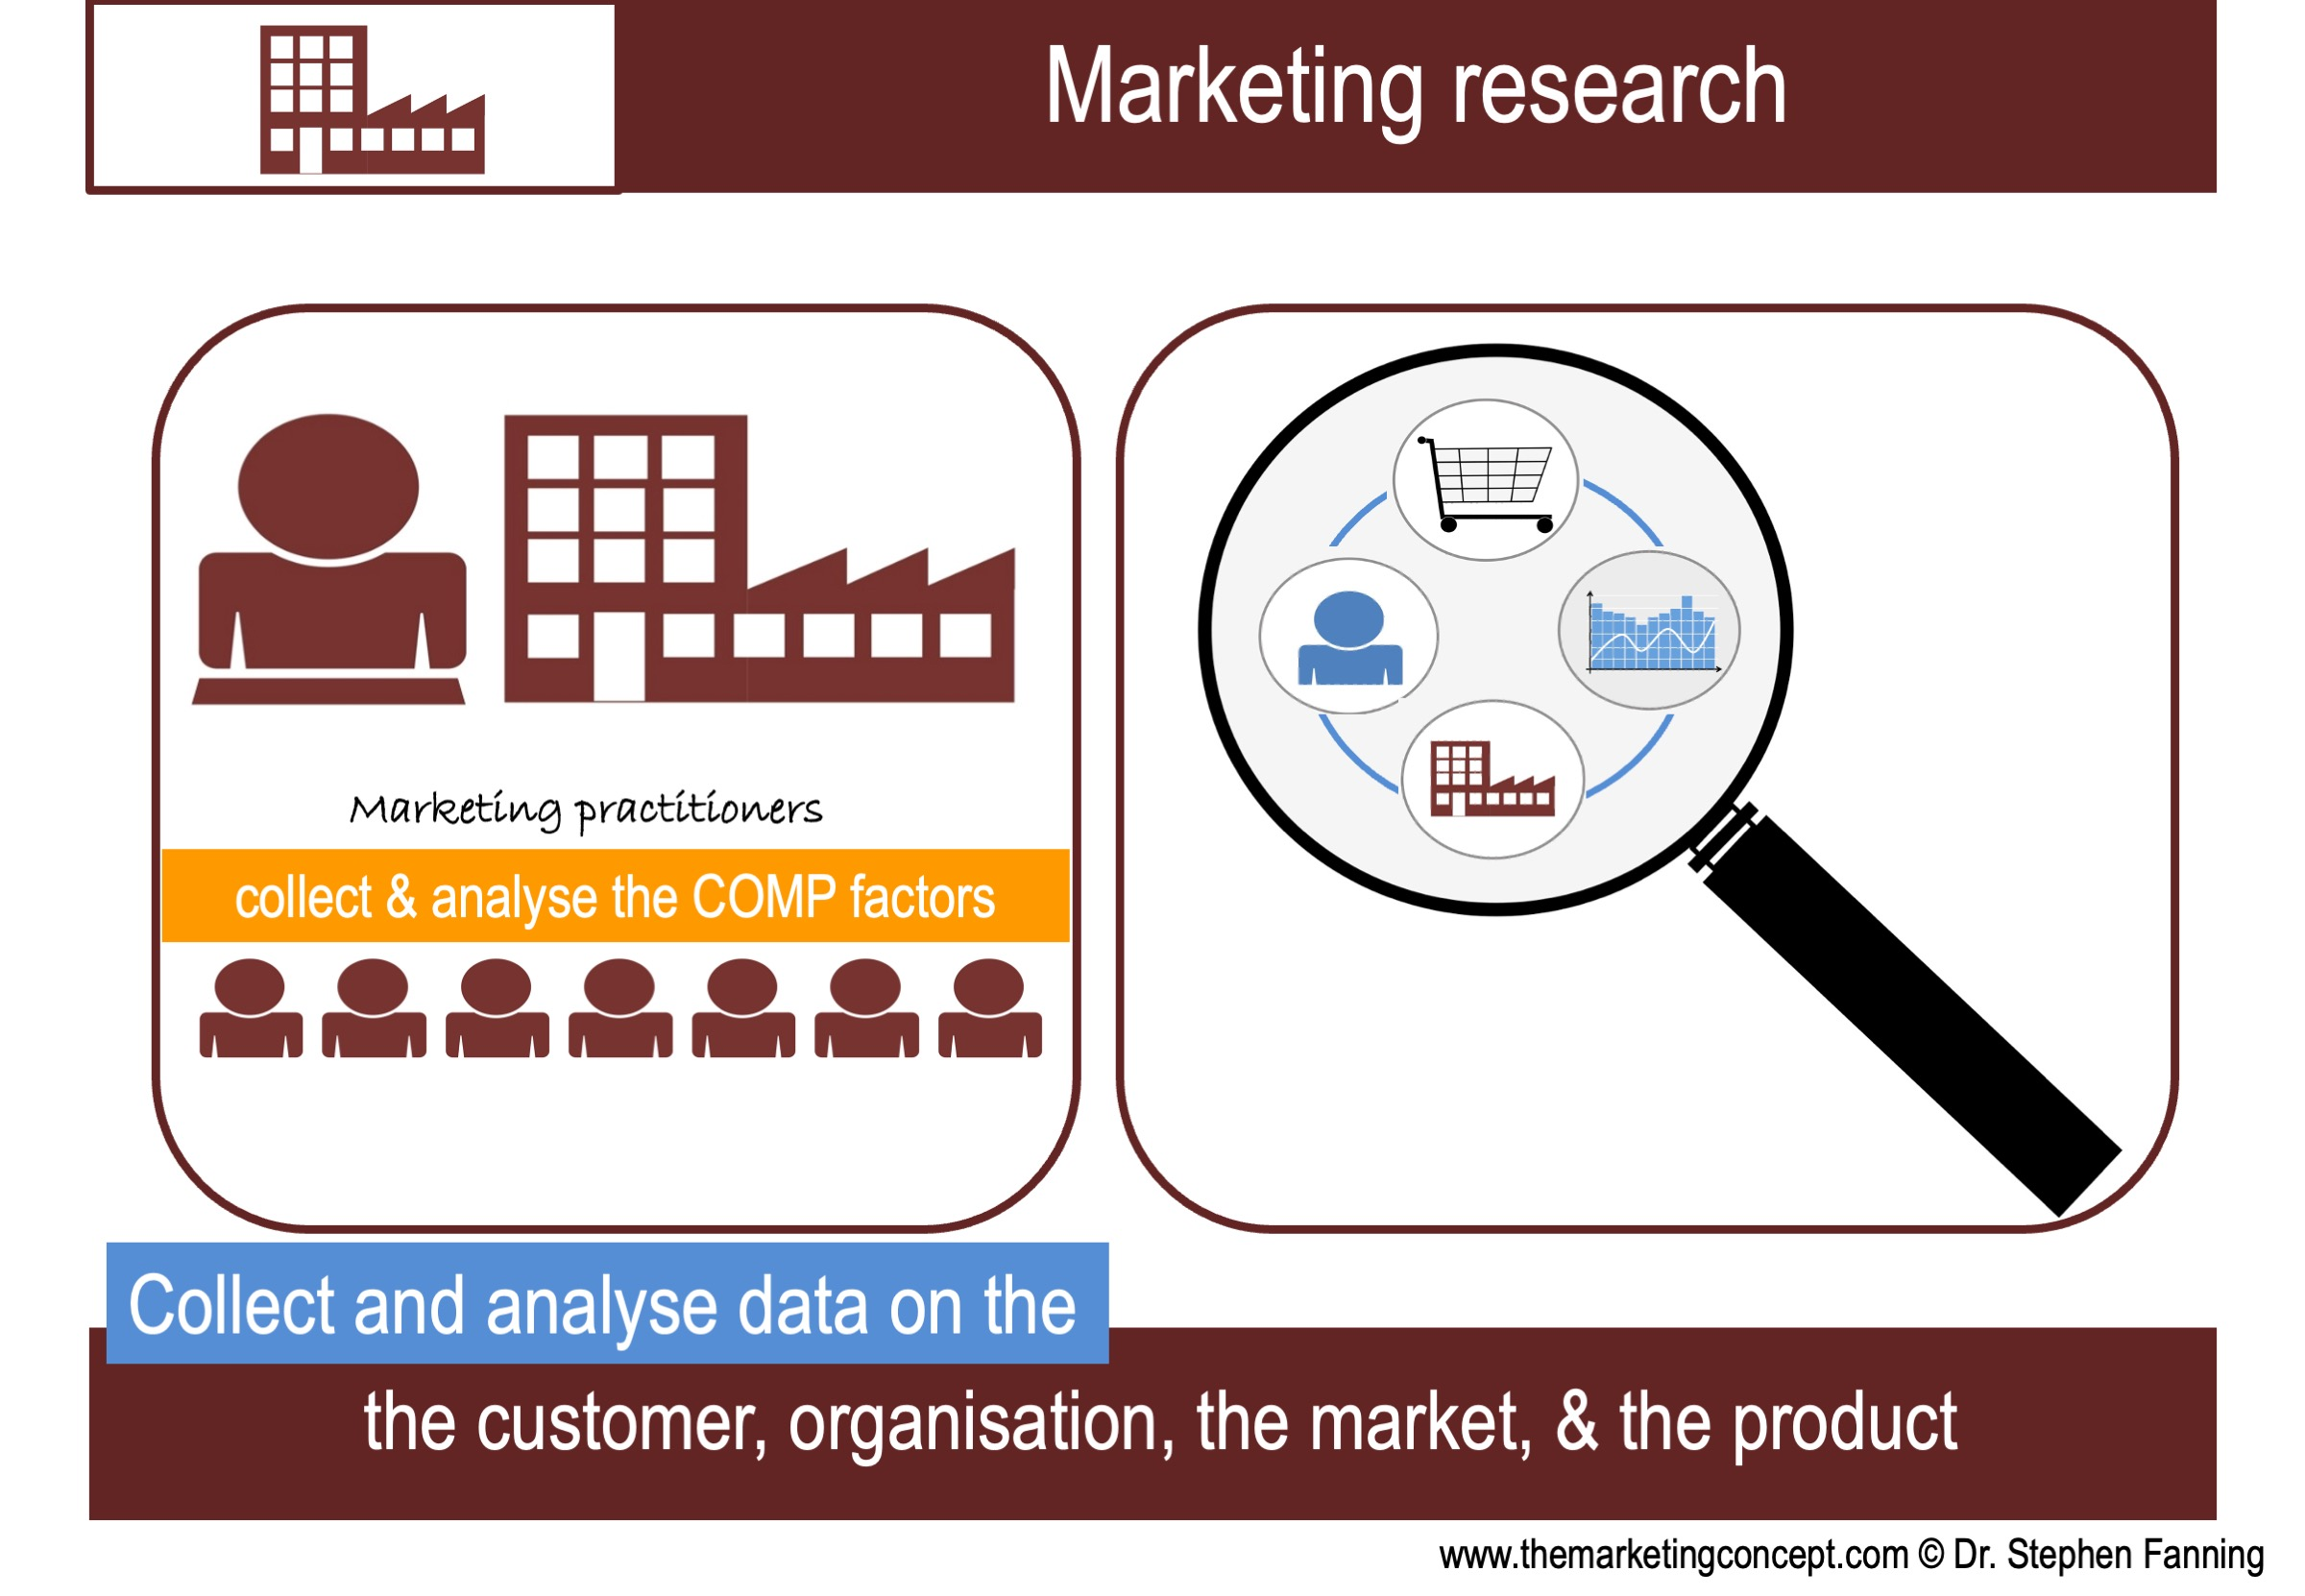 Marketing research
Marketing practitioners
collect & analyse the COMP factors
Collect and analyse data on the
the customer, organisation, the market, & the product
www.themarketingconcept.com © Dr. Stephen Fanning